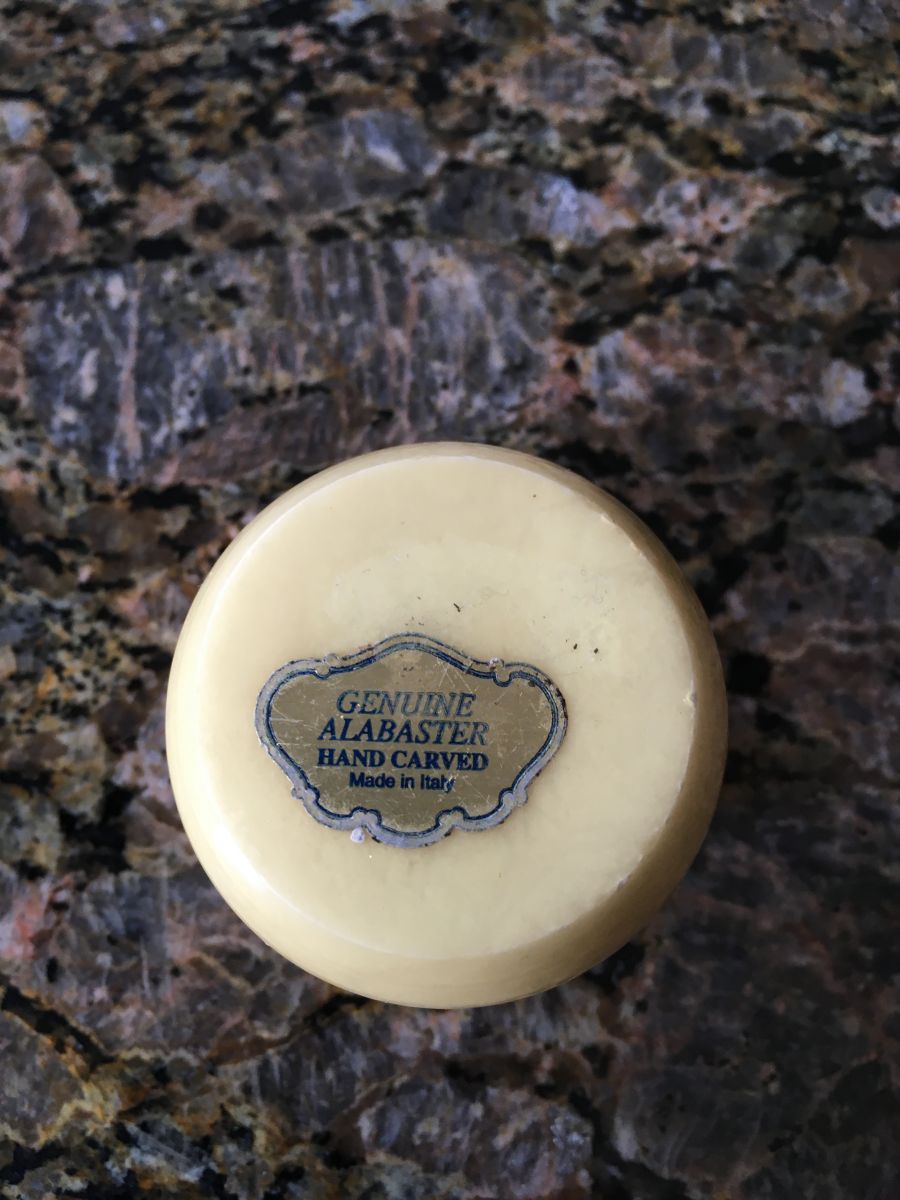 GENUINE
ALABASTER
HAND CARVED
Made in Italy